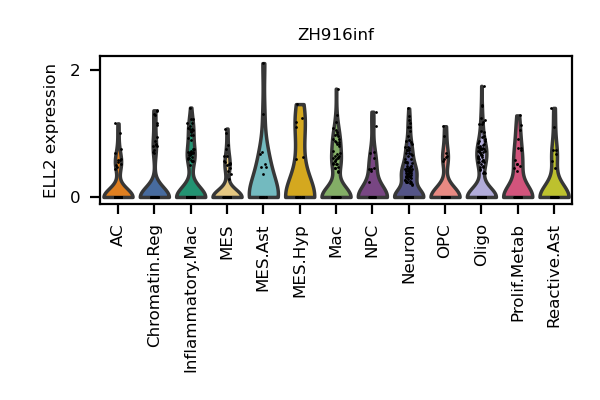 ZH916inf
ELL2 expression
2
0
AC
Chromatin.Reg
Inflammatory.Mac
MES
MES.Ast
MES.Hyp
Mac
NPC
Neuron
OPC
Oligo
Prolif.Metab
Reactive.Ast